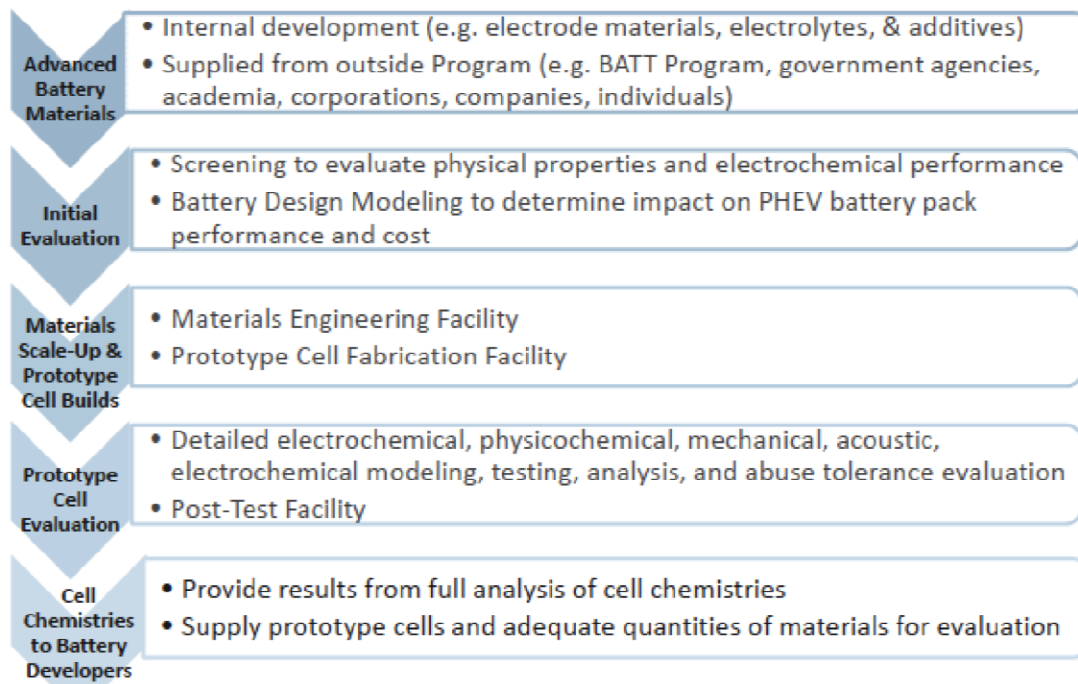 Advanced
Battery
Materials
• Internal development (e.g. electrode materials, electrolytes, & additives)
• Supplied from outside Program (e.g. BATT Program, government agencies,
academia, corporations, companies, individuals)
Initial
Evaluation
• Screening to evaluate physical properties and electrochemical performance
• Battery Design Modeling to determine impact on PHEV battery pack
performance and cost
Materials
Scale-Up &
Prototype
Cell Builds
• Materials Engineering Facility
• Prototype Cell Fabrication Facility
Prototype
Cell
Evaluation
• Detailed electrochemical, physicochemical, mechanical, acoustic,
electrochemical modeling, testing, analysis, and abuse tolerance evaluation
• Post-Test Facility
Cell
Chemistries
to Battery
Developers
• Provide results from full analysis of cell chemistries
• Supply prototype cells and adequate quantities of materials for evaluation